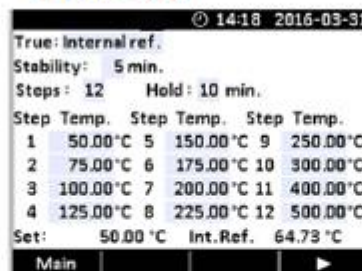 14:18 2016-03-31
True: Internal ref.
Stability: 5 min.
Steps: 12 Hold: 10 min.
Step Temp. Step Temp. Step Temp.
1 50.00°C 5 150.00°C 9 250.00°C
2 75.00°C 6 175.00°C 10 300.00°C
3 100.00°C 7 200.00°C 11 400.00°C
4 125.00°C 8 225.00°C 12 500.00°C
Set: 50.00 °C Int.Ref. 64.73 °C
Main